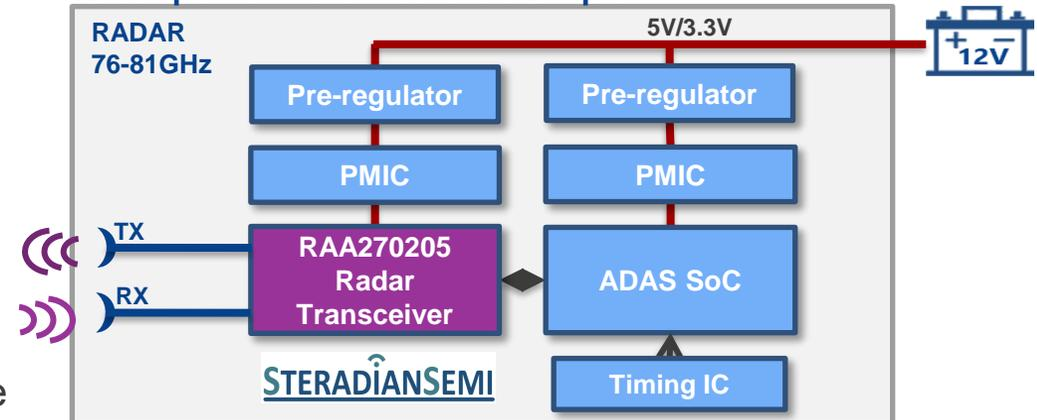 RADAR
76-81GHz
5V/3.3V
+ −
12V
Pre-regulator
Pre-regulator
PMIC
PMIC
TX
RX
RAA270205
Radar
Transceiver
ADAS SoC
STERADIANSEMI
Timing IC
e